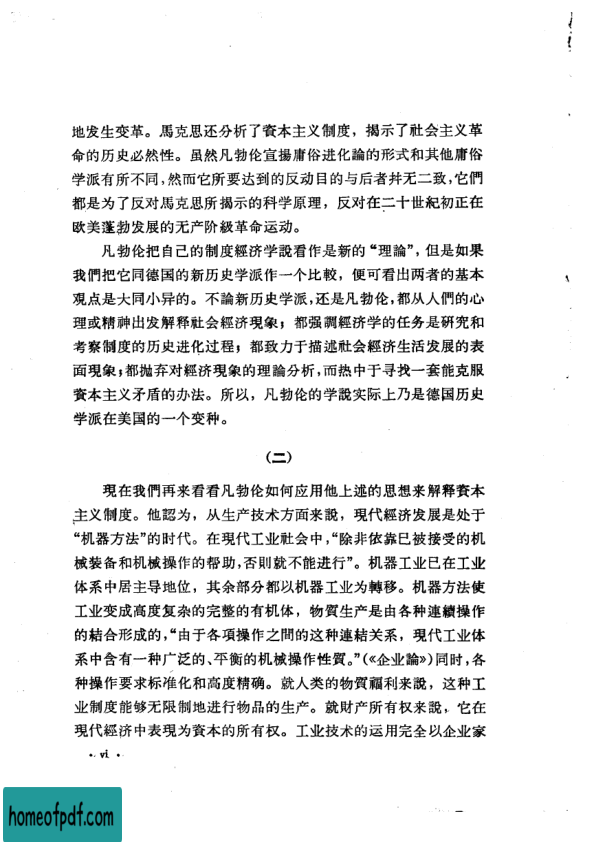 地发生变革。馬克思还分析了資本主义制度，揭示了社会主义革
命的历史必然性。虽然凡勃伦宣揚庸俗进化論的形式和其他庸俗
学派有所不同，然而它所要达到的反动目的与后者幷无二致，它們
都是为了反对馬克思所揭示的科学原理，反对在二十世紀初正在
欧美蓬勃发展的无产阶級革命运动。
凡勃伦把自己的制度經济学說看作是新的“理論”，但是如果
我們把它同德国的新历史学派作一个比較，便可看出两者的基本
观点是大同小异的。不論新历史学派，还是凡勃伦，都从人們的心
理或精神出发解释社会經济現象；都强調經济学的任务是研究和
考察制度的历史进化过程；都致力于描述社会經济生活发展的表
面現象；都抛弃对經济現象的理論分析，而热中于寻找一套能克服
資本主义矛盾的办法。所以，凡勃伦的学說实际上乃是德国历史
学派在美国的一个变种。
（二）
現在我們再来看看凡勃伦如何应用他上述的思想来解释資本
主义制度。他認为，从生产技术方面来說，現代經济发展是处于
“机器方法”的时代。在現代工业社会中，“除非依靠已被接受的机
械装备和机械操作的帮助，否則就不能进行”。机器工业已在工业
体系中居主导地位，其余部分都以机器工业为轉移。机器方法使
工业变成高度复杂的完整的有机体，物質生产是由各种連續操作
的結合形成的，“由于各項操作之間的这种連結关系，現代工业体
系中含有一种广泛的、平衡的机械操作性質。”（《企业論》）同时，各
种操作要求标准化和高度精确。就人类的物質福利来說，这种工
业制度能够无限制地进行物品的生产。就財产所有权来說，它在
現代經济中表現为資本的所有权。工业技术的运用完全以企业家
· vi ·
homeofpdf.com